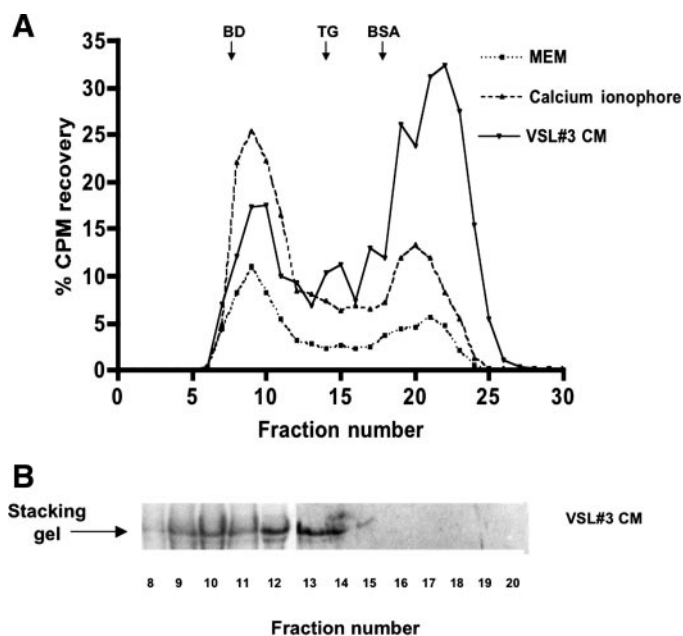 A
BD TG BSA
35
30
25
20
15
10
5
0
% CPM recovery
MEM
Calcium ionophore
VSL#3 CM
0 5 10 15 20 25 30
Fraction number
B
Stacking
gel
VSL#3 CM
8 9 10 11 12 13 14 15 16 17 18 19 20
Fraction number